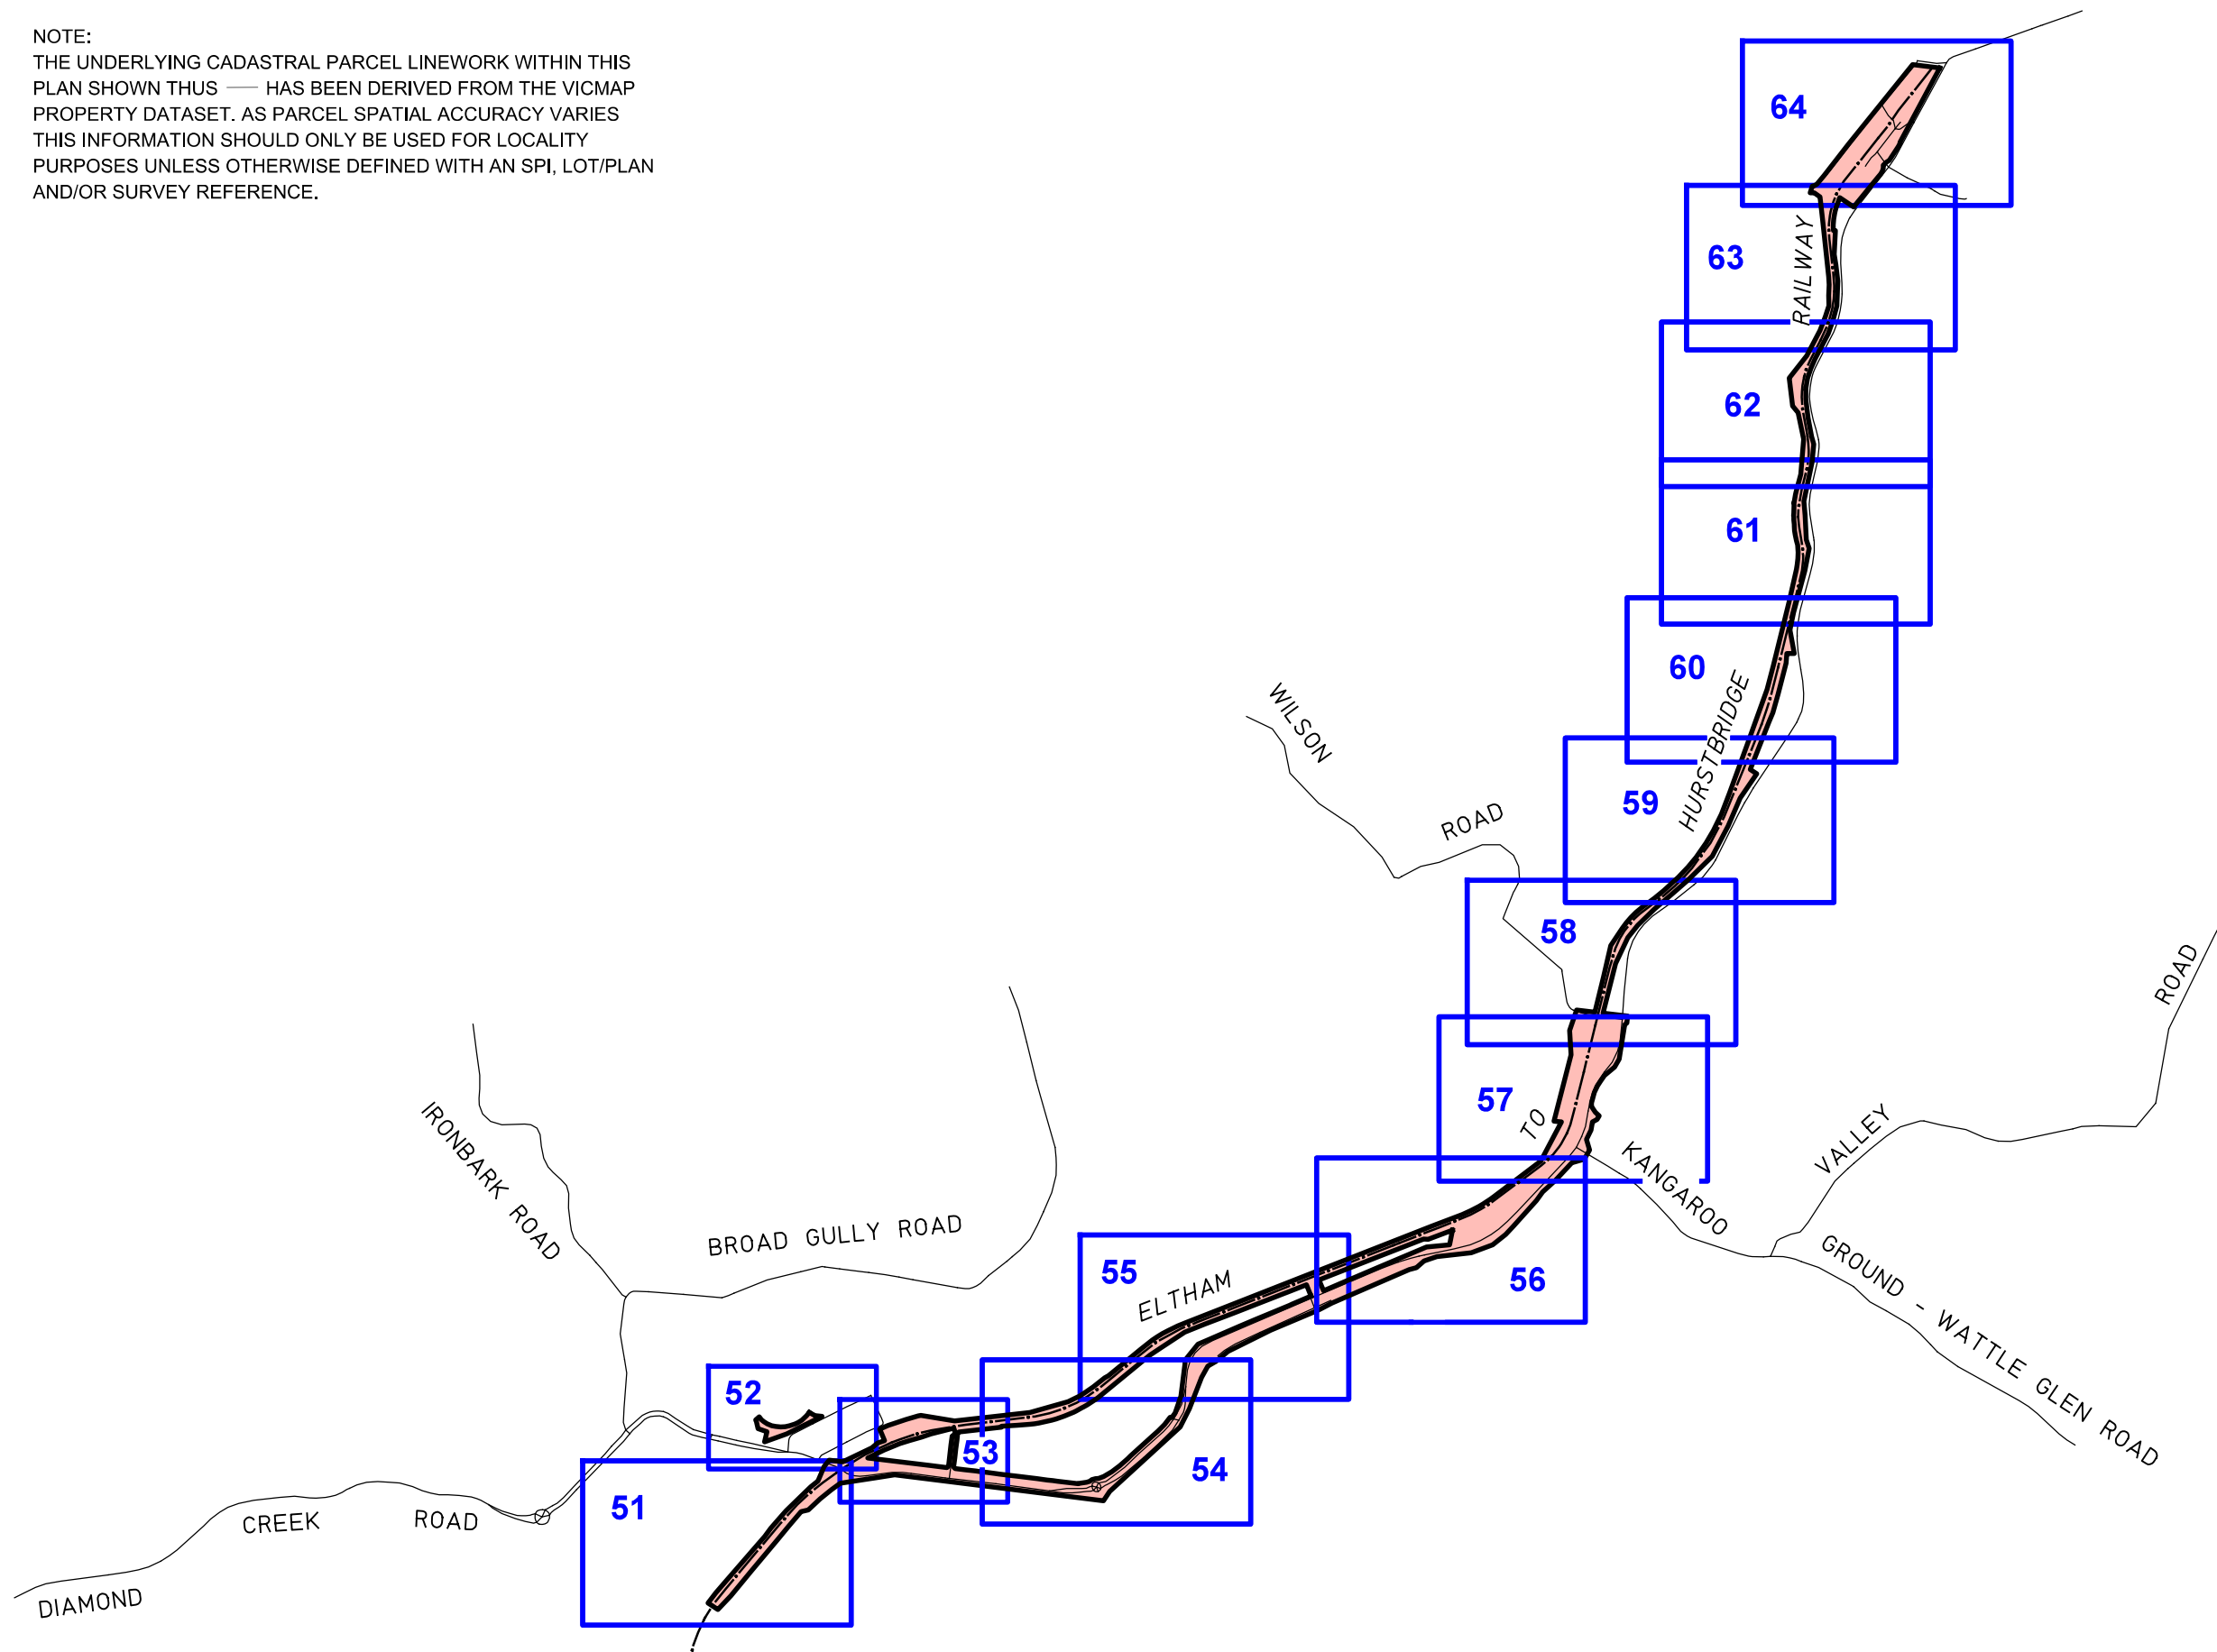 NOTE:
THE UNDERLYING CADASTRAL PARCEL LINEWORK WITHIN THIS
PLAN SHOWN THUS —— HAS BEEN DERIVED FROM THE VICMAP
PROPERTY DATASET. AS PARCEL SPATIAL ACCURACY VARIES
THIS INFORMATION SHOULD ONLY BE USED FOR LOCALITY
PURPOSES UNLESS OTHERWISE DEFINED WITH AN SPI, LOT/PLAN
AND/OR SURVEY REFERENCE.
64
63
RAILWAY
62
61
60
HURSTBRIDGE
59
WILSON
ROAD
58
57
TO
KANGAROO
VALLEY
ROAD
GROUND - WATTLE GLEN ROAD
56
55
ELTHAM
IRONBARK ROAD
BROAD GULLY ROAD
52
53
54
51
DIAMOND
CREEK
ROAD